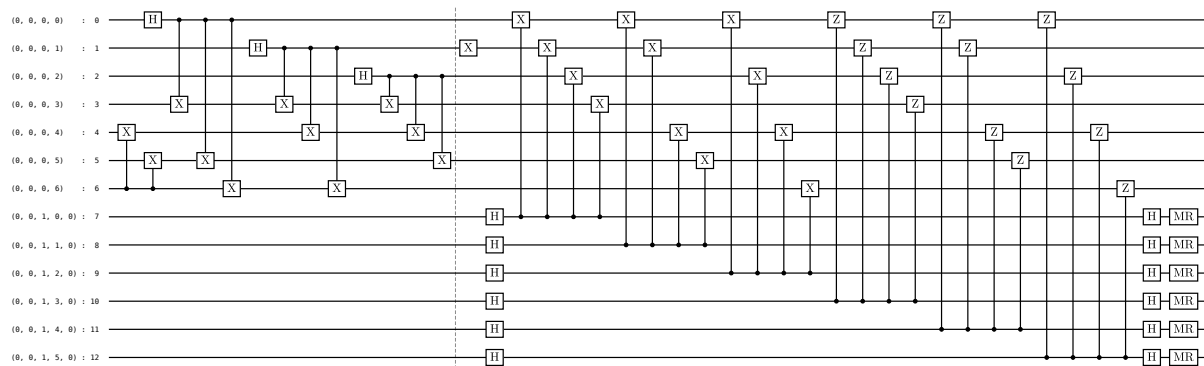 (0, 0, 0, 0) : 0 H X X X Z Z Z
(0, 0, 0, 1) : 1 H X X X Z Z
(0, 0, 0, 2) : 2 H X X Z Z
(0, 0, 0, 3) : 3 X X X X Z
(0, 0, 0, 4) : 4 X X X X X Z Z
(0, 0, 0, 5) : 5 X X X X Z
(0, 0, 0, 6) : 6 X X X Z
(0, 0, 1, 0, 0) : 7 H H MR
(0, 0, 1, 1, 0) : 8 H H MR
(0, 0, 1, 2, 0) : 9 H H MR
(0, 0, 1, 3, 0) : 10 H H MR
(0, 0, 1, 4, 0) : 11 H H MR
(0, 0, 1, 5, 0) : 12 H H MR